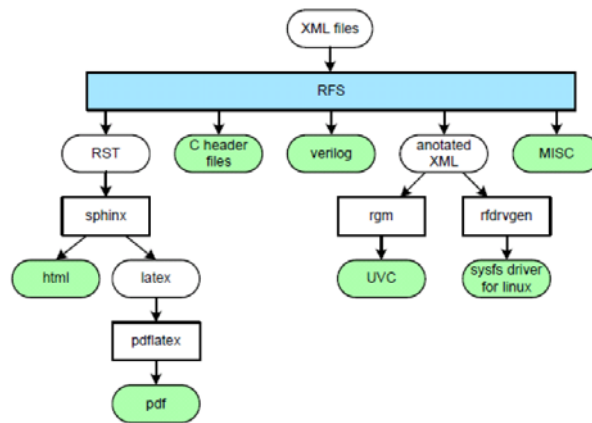 XML files
RFS
RST
C header
files
verilog
anotated
XML
MISC
sphinx
rgm
rfdrvgen
html
latex
UVC
sysfs driver
for linux
pdflatex
pdf